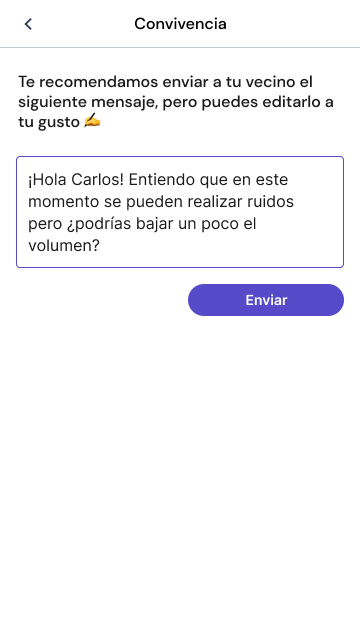 Convivencia
Te recomendamos enviar a tu vecino el
siguiente mensaje, pero puedes editarlo a
tu gusto ✍️
¡Hola Carlos! Entiendo que en este
momento se pueden realizar ruidos
pero ¿podrías bajar un poco el
volumen?
Enviar